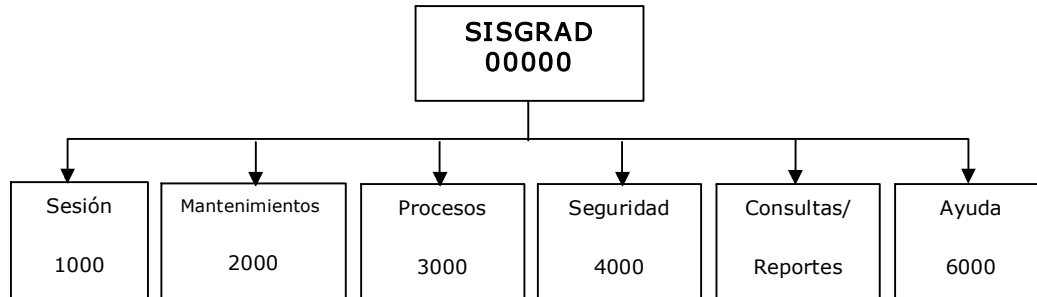 SISGRAD
00000
Sesión
1000
Mantenimientos
2000
Procesos
3000
Seguridad
4000
Consultas/
Reportes
Ayuda
6000